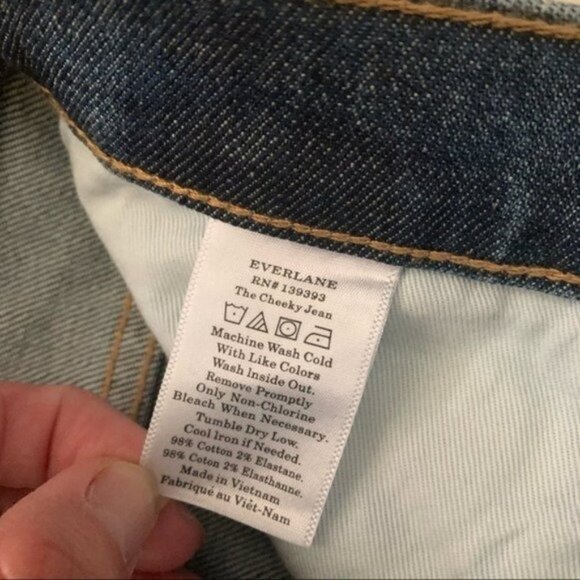 EVERLANE
RN# 139393
The Cheeky Jean
Machine Wash Cold
With Like Colors
Wash Inside Out.
Remove Promptly
Only Non-Chlorine
Bleach When Necessary.
Tumble Dry Low.
Cool Iron if Needed.
98% Cotton 2% Elastane.
98% Coton 2% Elasthanne.
Made in Vietnam
Fabriqué au Viêt-Nam